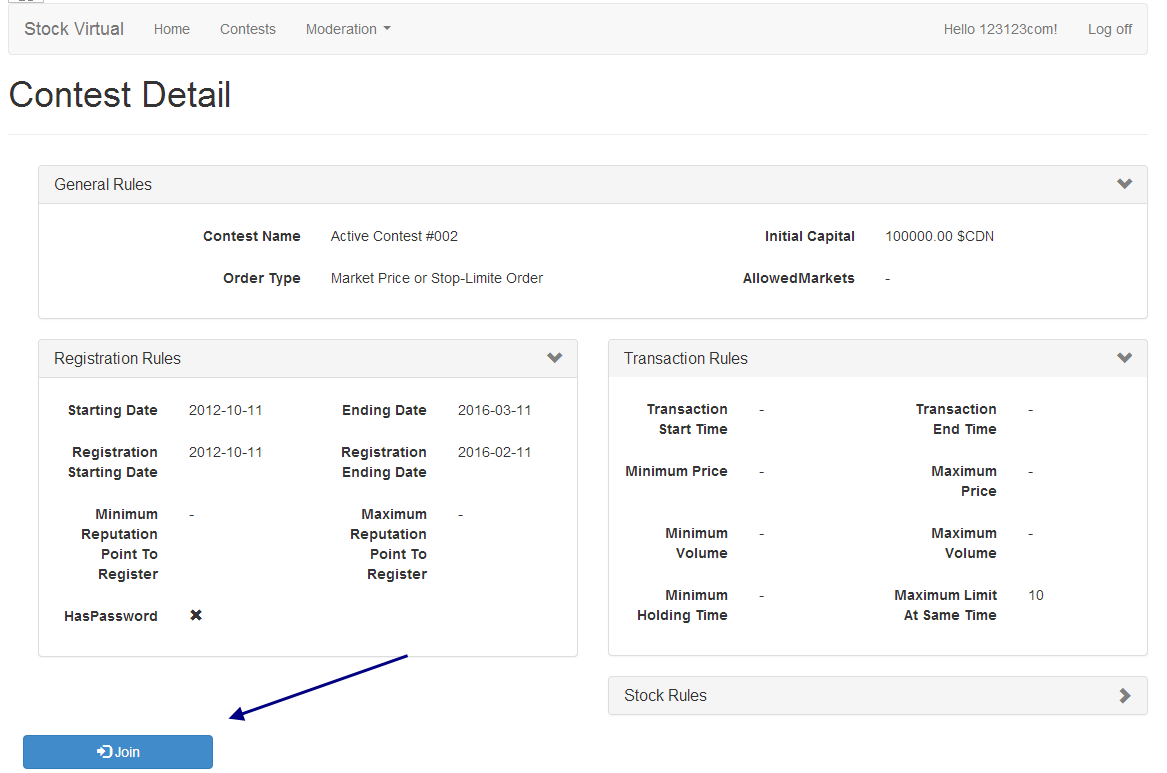 Stock Virtual Home Contests Moderation Hello 123123com! Log off
Contest Detail
General Rules
Contest Name Active Contest #002 Initial Capital 100000.00 $CDN
Order Type Market Price or Stop-Limite Order AllowedMarkets -
Registration Rules
Starting Date 2012-10-11 Ending Date 2016-03-11
Registration 2012-10-11 Registration 2016-02-11
Starting Date Ending Date
Minimum - Maximum -
Reputation Reputation
Point To Point To
Register Register
HasPassword
Transaction Rules
Transaction - Transaction -
Start Time End Time
Minimum Price - Maximum -
Price
Minimum - Maximum -
Volume Volume
Minimum - Maximum Limit 10
Holding Time At Same Time
Stock Rules
Join